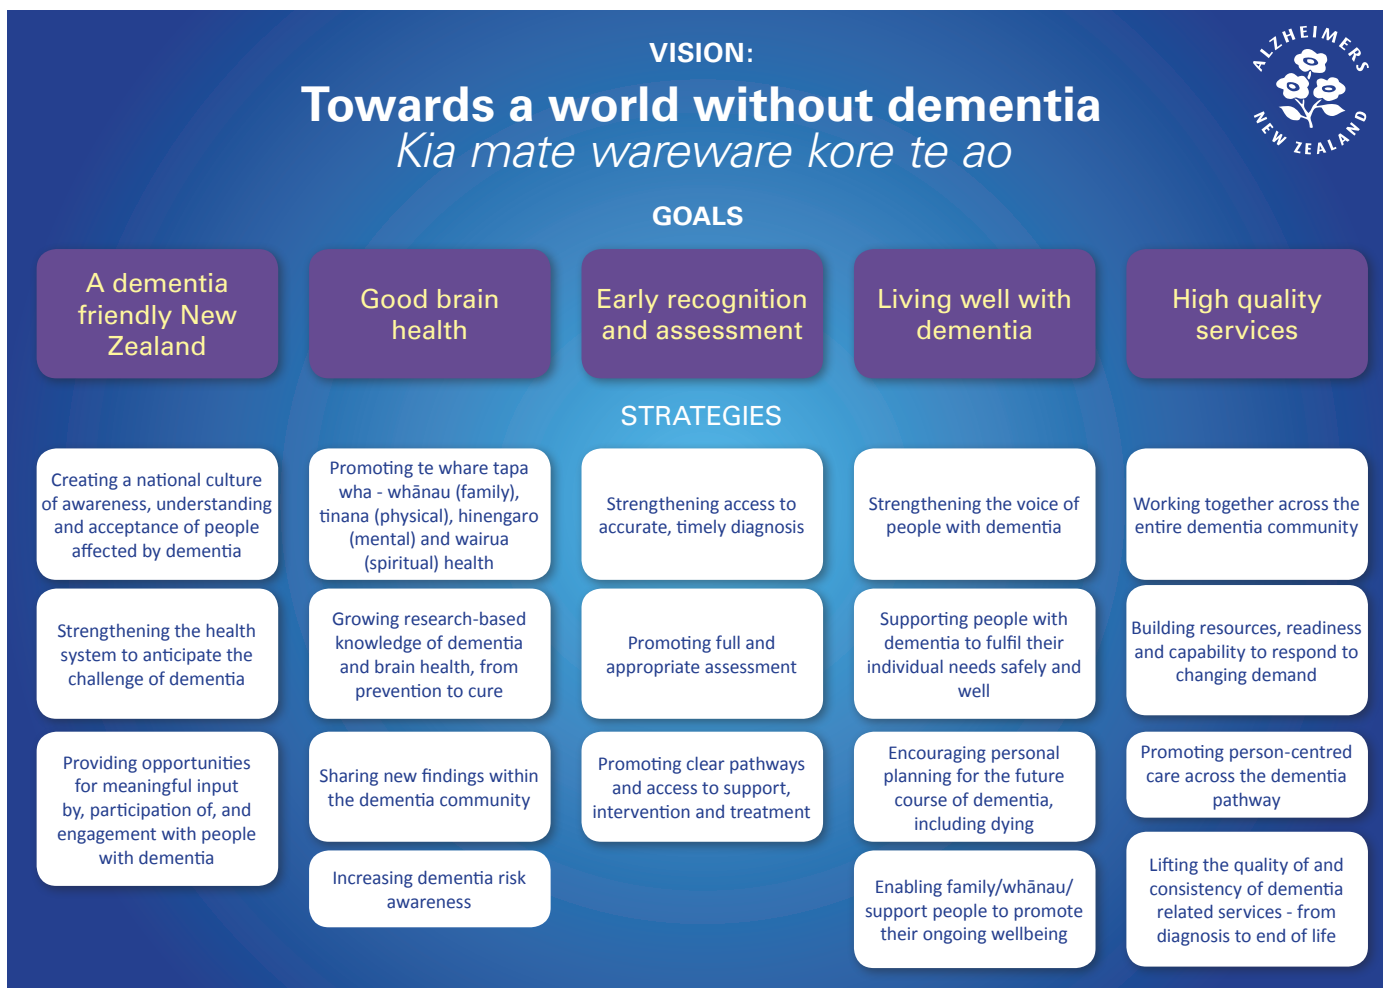 VISION:
Towards a world without dementia
Kia mate wareware kore te ao
ALZHEIMERS
NEW ZEALAND
GOALS
A dementia
friendly New
Zealand
Good brain
health
Early recognition
and assessment
Living well with
dementia
High quality
services
STRATEGIES
Creating a national culture
of awareness, understanding
and acceptance of people
affected by dementia
Strengthening the health
system to anticipate the
challenge of dementia
Providing opportunities
for meaningful input
by, participation of, and
engagement with people
with dementia
Promoting te whare tapa
wha - whānau (family),
tinana (physical), hinengaro
(mental) and wairua
(spiritual) health
Growing research-based
knowledge of dementia
and brain health, from
prevention to cure
Sharing new findings within
the dementia community
Increasing dementia risk
awareness
Strengthening access to
accurate, timely diagnosis
Promoting full and
appropriate assessment
Promoting clear pathways
and access to support,
intervention and treatment
Strengthening the voice of
people with dementia
Supporting people with
dementia to fulfil their
individual needs safely and
well
Encouraging personal
planning for the future
course of dementia,
including dying
Enabling family/whānau/
support people to promote
their ongoing wellbeing
Working together across the
entire dementia community
Building resources, readiness
and capability to respond to
changing demand
Promoting person-centred
care across the dementia
pathway
Lifting the quality of and
consistency of dementia
related services - from
diagnosis to end of life